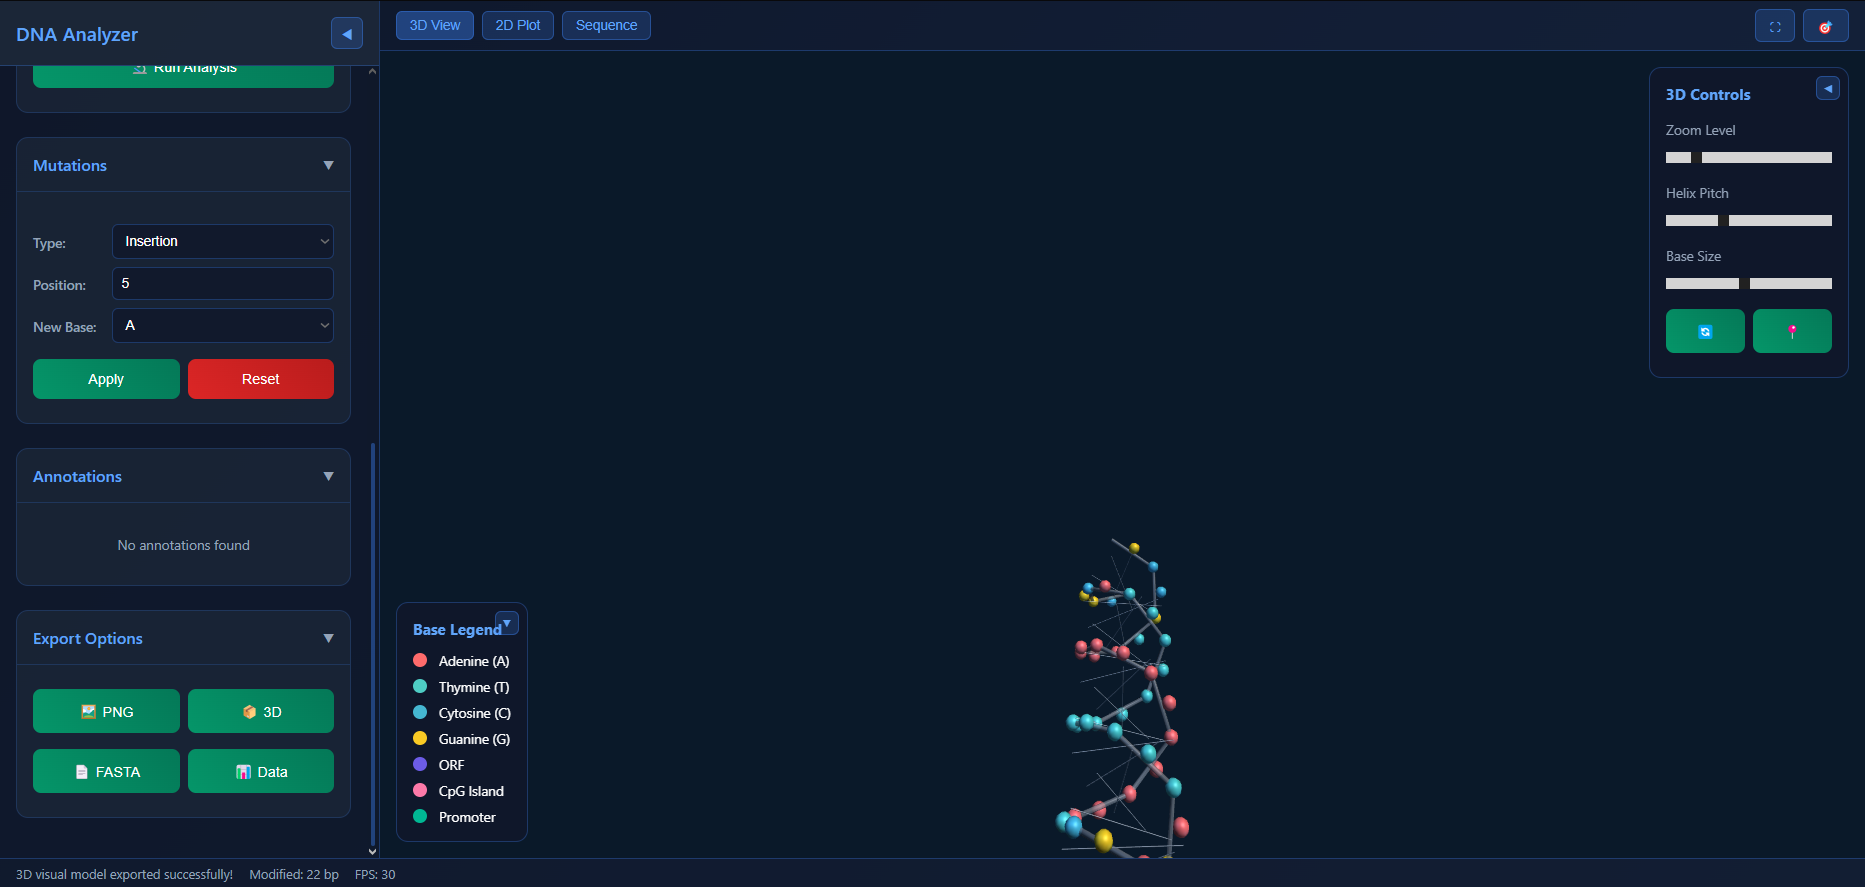 DNA Analyzer
3D View
2D Plot
Sequence
Run Analysis
Mutations
Type:
Insertion
Position:
5
New Base:
A
Apply
Reset
Annotations
No annotations found
Export Options
PNG
3D
FASTA
Data
3D Controls
Zoom Level
Helix Pitch
Base Size
Base Legend
Adenine (A)
Thymine (T)
Cytosine (C)
Guanine (G)
ORF
CpG Island
Promoter
3D visual model exported successfully! Modified: 22 bp FPS: 30